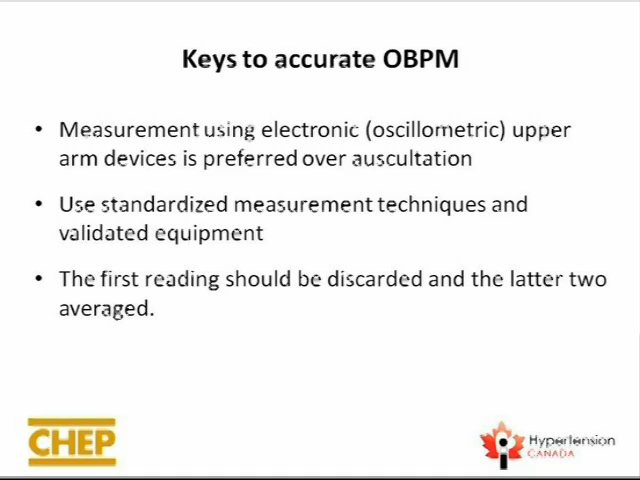 Keys to accurate OBPM
• Measurement using electronic (oscillometric) upper
arm devices is preferred over auscultation
• Use standardized measurement techniques and
validated equipment
• The first reading should be discarded and the latter two
averaged.
CHEP
Hypertension
CANADA